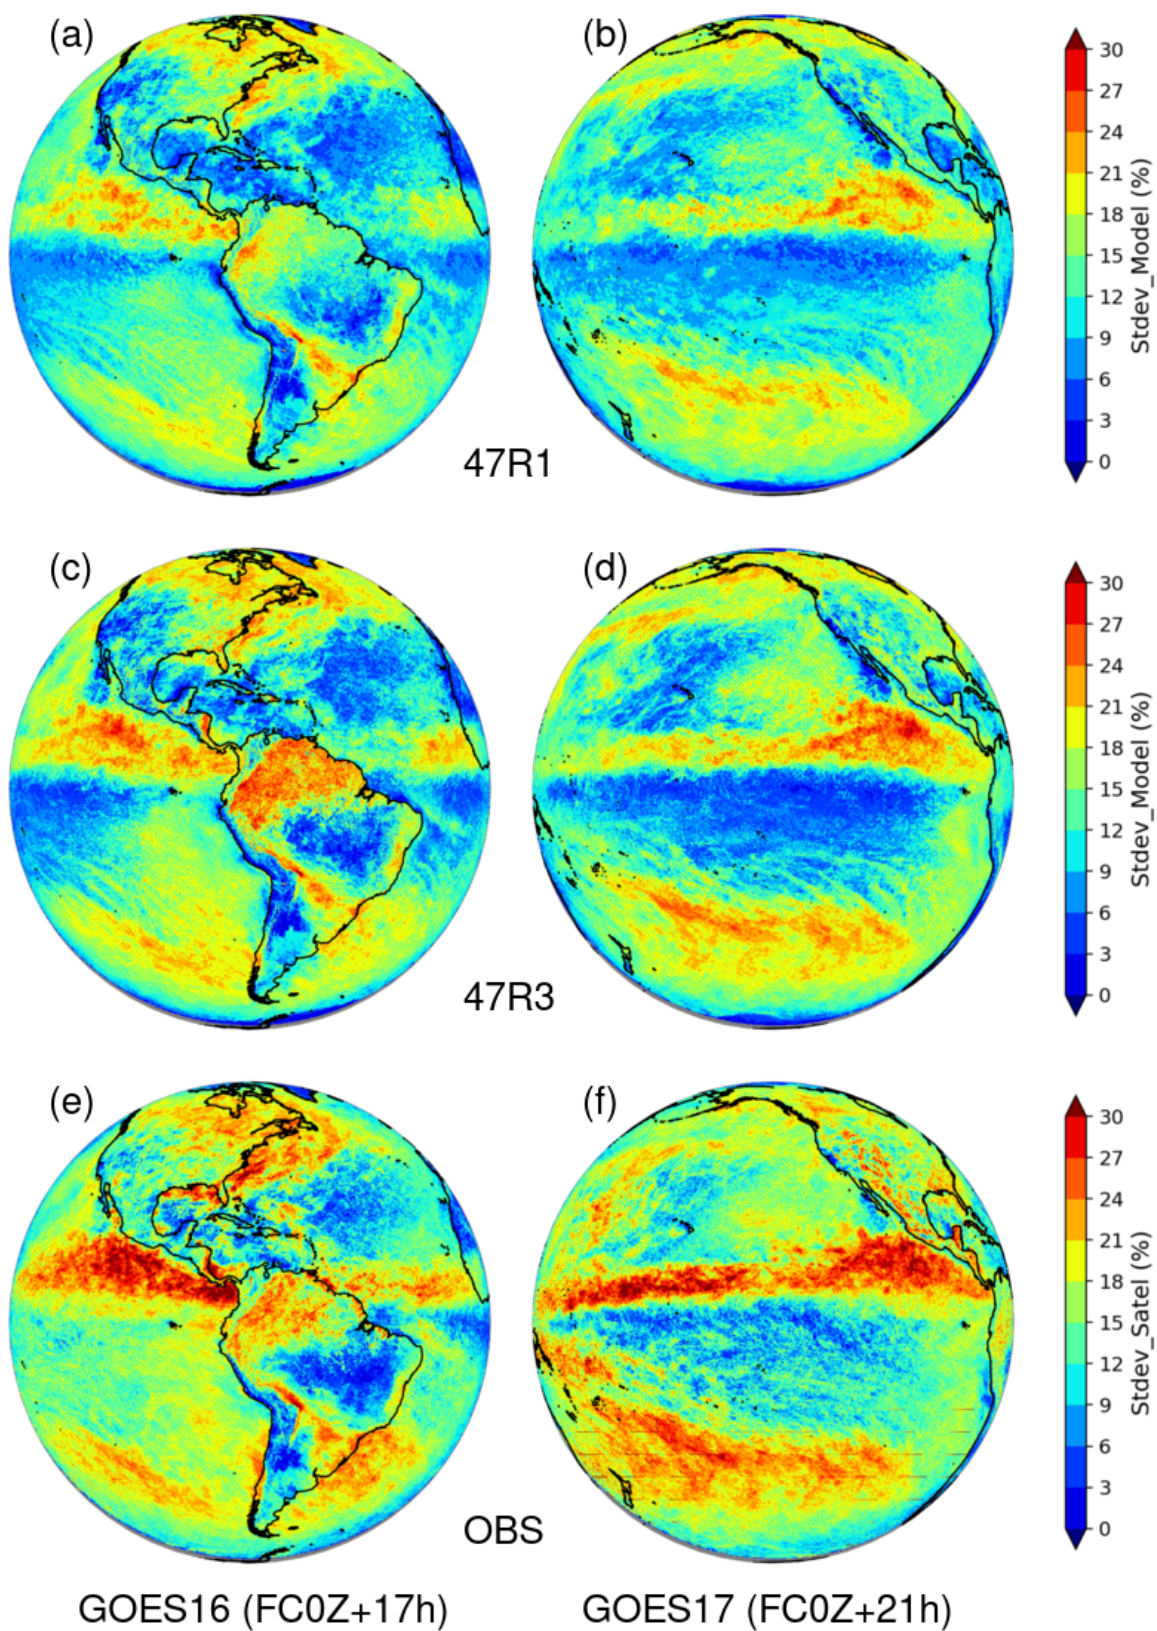 (a)
(b)
30
27
24
21
18
15
12
9
6
3
0
Stdev_Model (%)
47R1
(c)
(d)
30
27
24
21
18
15
12
9
6
3
0
Stdev_Model (%)
47R3
(e)
(f)
30
27
24
21
18
15
12
9
6
3
0
Stdev_Satel (%)
OBS
GOES16 (FC0Z+17h)
GOES17 (FC0Z+21h)